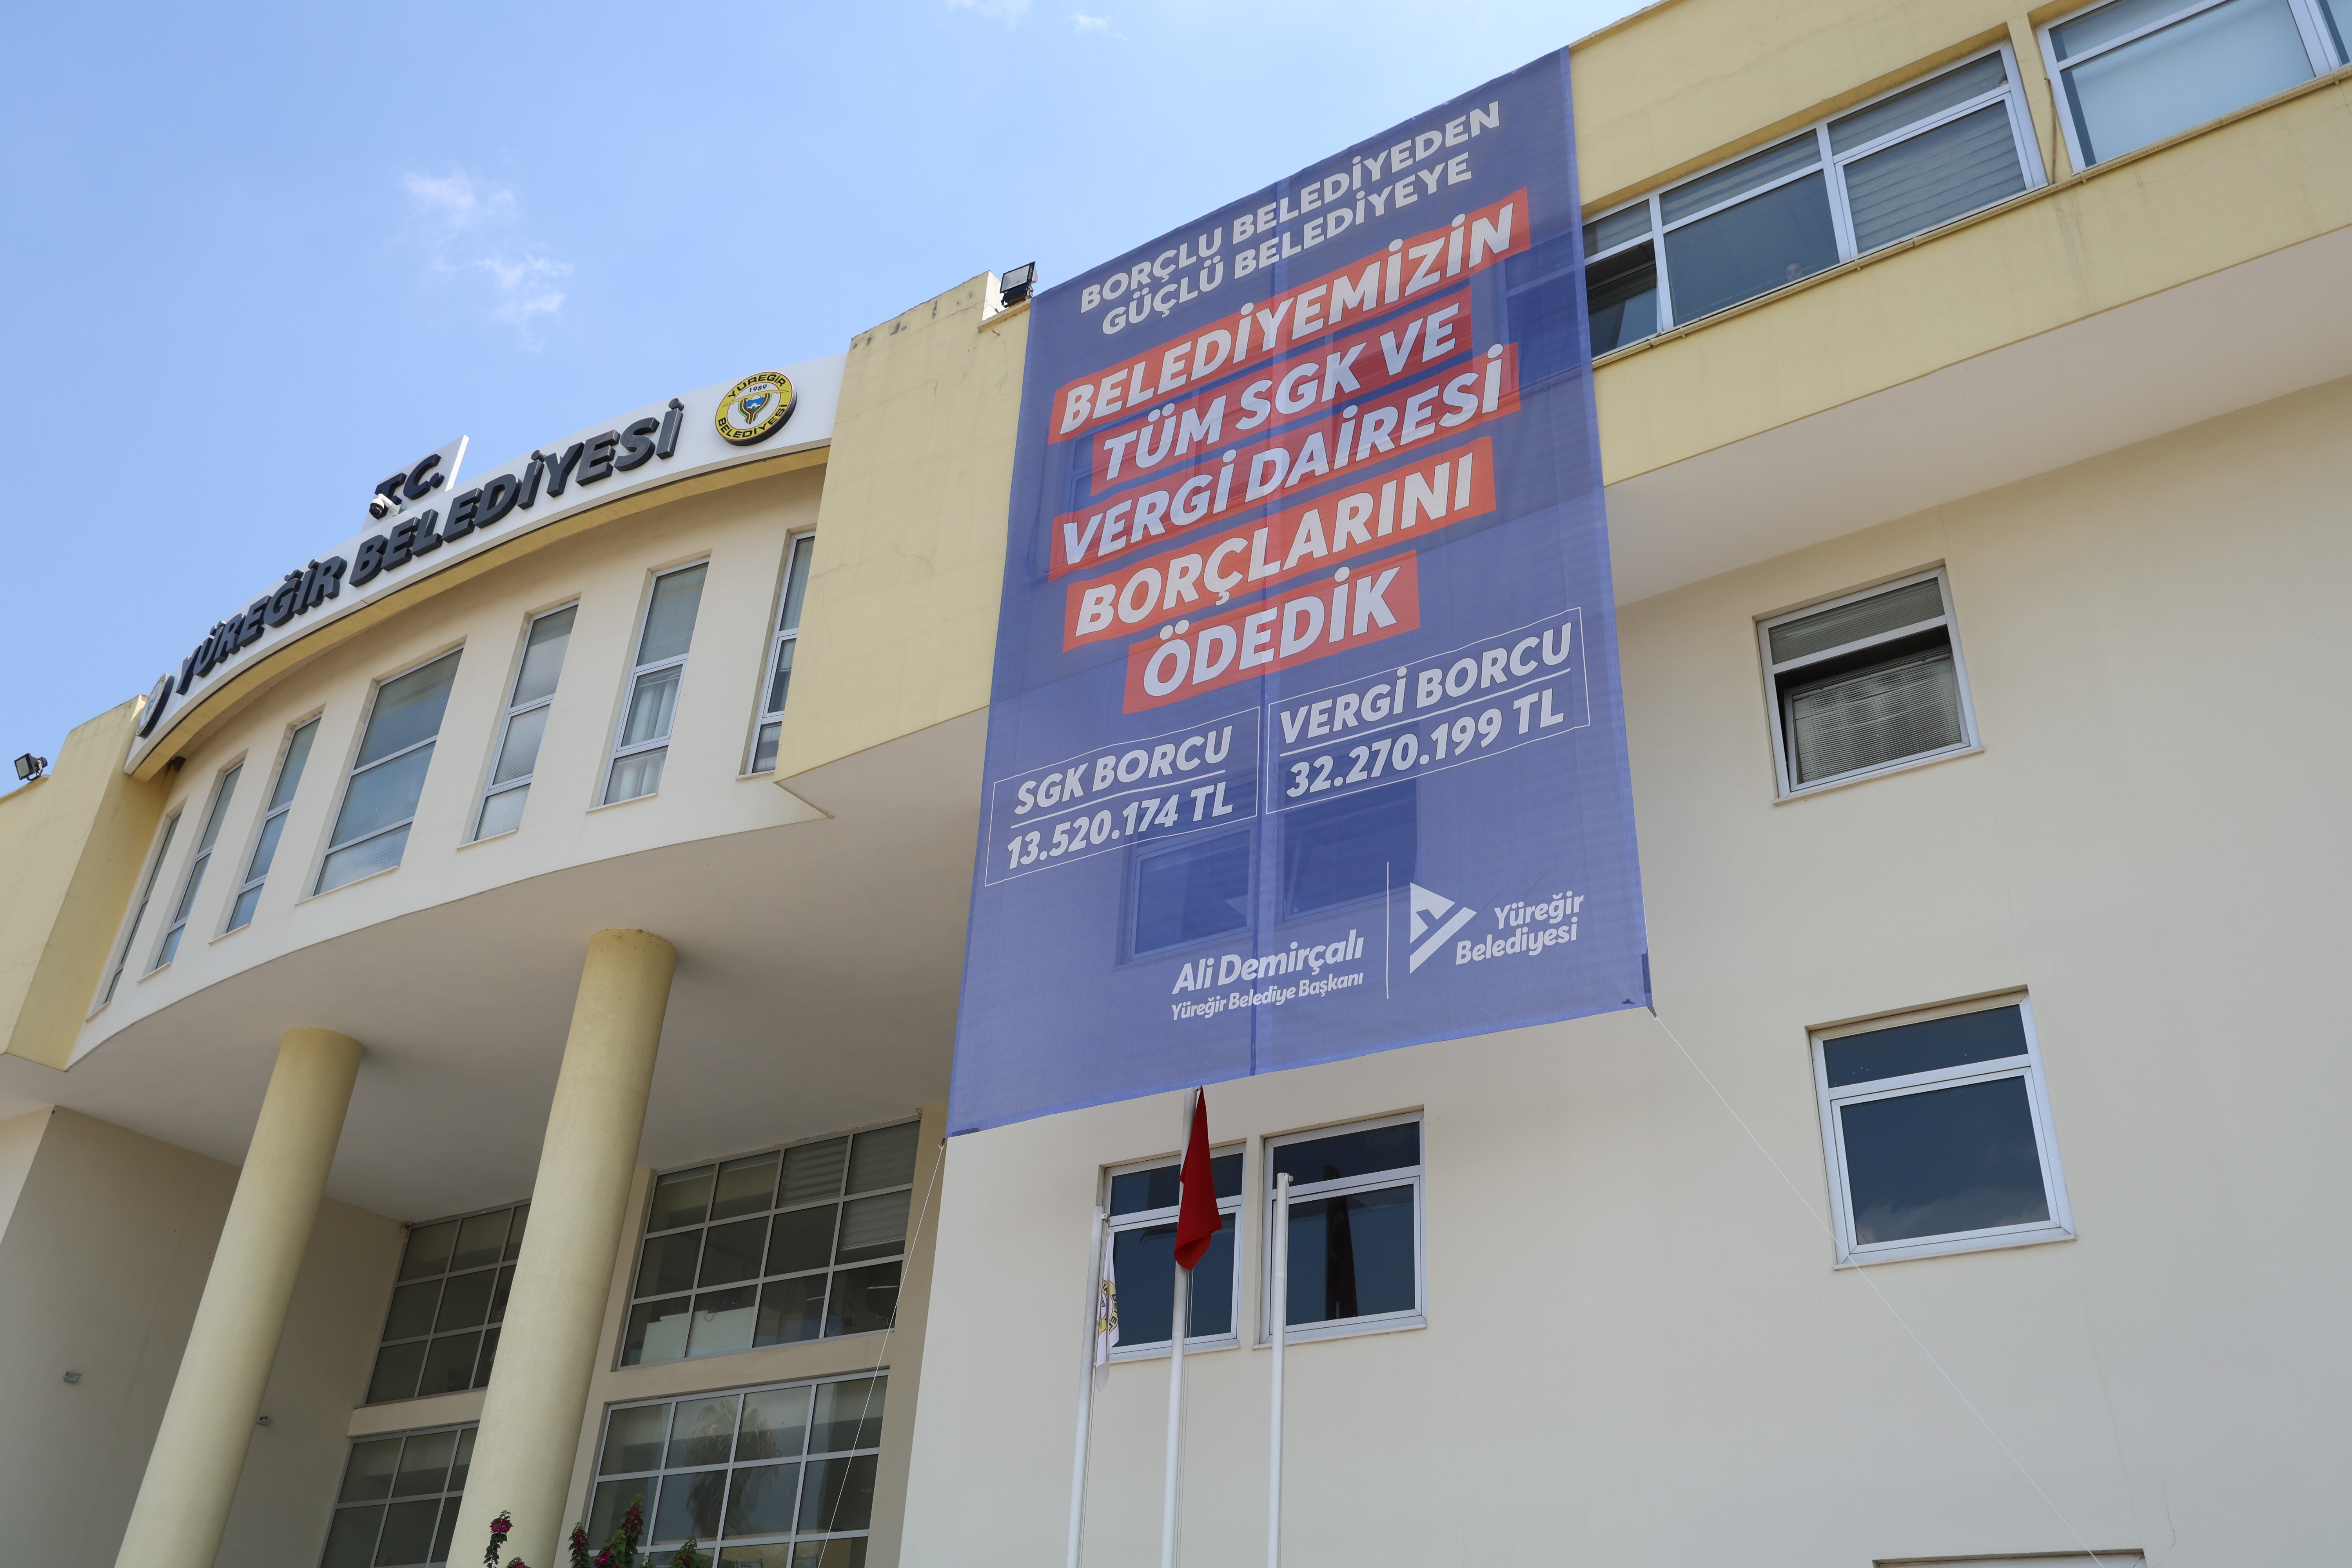 T.C.
YÜREĞİR BELEDİYESİ
YÜREĞİR
1989
BELEDİYESİ
BORÇLU BELEDİYEDEN
GÜÇLÜ BELEDİYEYE
BELEDİYEMİZİN
TÜM SGK VE
VERGİ DAİRESİ
BORÇLARINI
ÖDEDİK
SGK BORCU
13.520.174 TL
VERGİ BORCU
32.270.199 TL
Ali Demirçalı
Yüreğir Belediye Başkanı
Yüreğir
Belediyesi